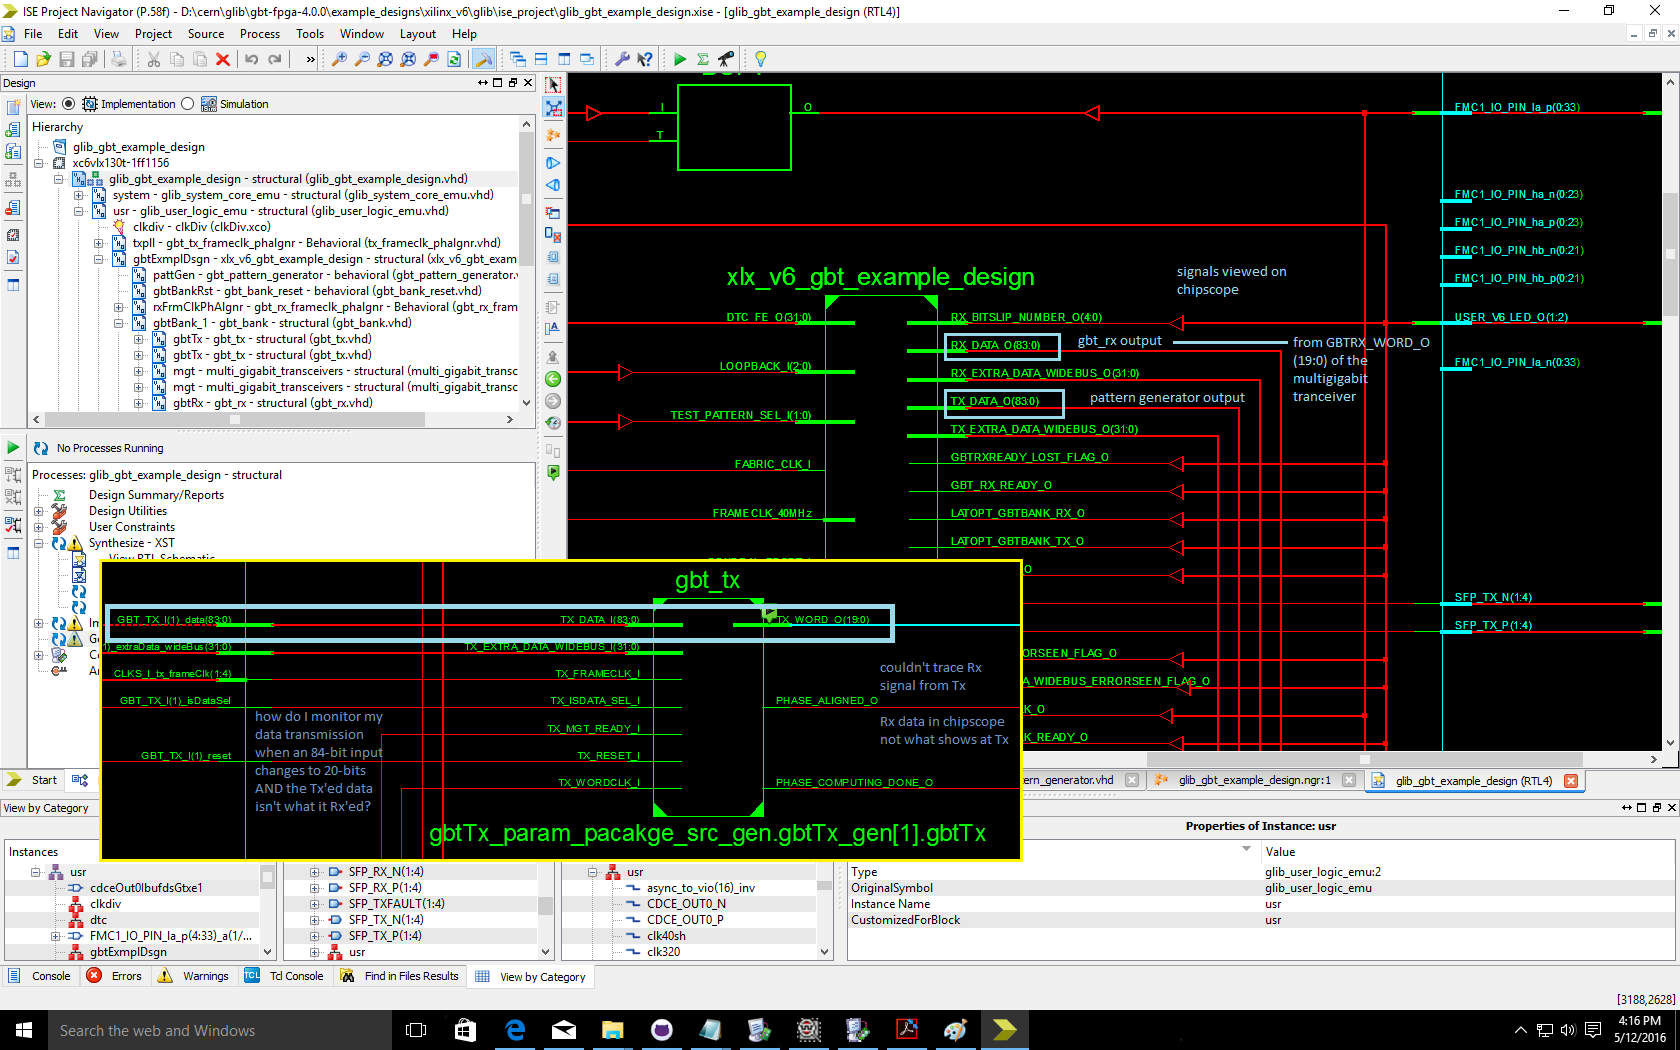 ISE Project Navigator (P.58f) - D:\cern\glib\gbt-fpga-4.0.0\example_designs\xilinx_v6\glib\ise_project\glib_gbt_example_design.xise - [glib_gbt_example_design (RTL4)]
File Edit View Project Source Process Tools Window Layout Help
Design
View: Implementation Simulation
Hierarchy
glib_gbt_example_design
xc6vlx130t-1ff1156
glib_gbt_example_design - structural (glib_gbt_example_design.vhd)
system - glib_system_core_emu - structural (glib_system_core_emu.vhd)
usr - glib_user_logic_emu - structural (glib_user_logic_emu.vhd)
clkdiv - clkDiv (clkDiv.xco)
txpll - gbt_tx_frameclk_phalgnr - Behavioral (tx_frameclk_phalgnr.vhd)
gbtExmplDsgn - xlx_v6_gbt_example_design - structural (xlx_v6_gbt_exam
pattGen - gbt_pattern_generator - behavioral (gbt_pattern_generator.v
gbtBankRst - gbt_bank_reset - behavioral (gbt_bank_reset.vhd)
rxFrmClkPhAlgnr - gbt_rx_frameclk_phalgnr - Behavioral (gbt_rx_fram
gbtBank_1 - gbt_bank - structural (gbt_bank.vhd)
gbtTx - gbt_tx - structural (gbt_tx.vhd)
gbtTx - gbt_tx - structural (gbt_tx.vhd)
mgt - multi_gigabit_transceivers - structural (multi_gigabit_transc
mgt - multi_gigabit_transceivers - structural (multi_gigabit_transc
gbtRx - gbt_rx - structural (gbt_rx.vhd)
No Processes Running
Processes: glib_gbt_example_design - structural
Design Summary/Reports
Design Utilities
User Constraints
Synthesize - XST
View RTL Schematic
Start
View by Category
I
O
T
FMC1_IO_PIN_la_p(0:33)
FMC1_IO_PIN_ha_n(0:23)
FMC1_IO_PIN_ha_p(0:23)
FMC1_IO_PIN_hb_n(0:21)
FMC1_IO_PIN_hb_p(0:21)
USER_V6_LED_O(1:2)
FMC1_IO_PIN_la_n(0:33)
SFP_TX_N(1:4)
SFP_TX_P(1:4)
xlx_v6_gbt_example_design
signals viewed on
chipscope
DTC_FE_O(31:0)
LOOPBACK_I(2:0)
TEST_PATTERN_SEL_I(1:0)
FABRIC_CLK_I
FRAMECLK_40MHz
RX_BITSLIP_NUMBER_O(4:0)
RX_DATA_O(83:0)
gbt_rx output
from GBTRX_WORD_O
(19:0) of the
multigigabit
tranceiver
RX_EXTRA_DATA_WIDEBUS_O(31:0)
TX_DATA_O(83:0)
pattern generator output
TX_EXTRA_DATA_WIDEBUS_O(31:0)
GBTRXREADY_LOST_FLAG_O
GBT_RX_READY_O
LATOPT_GBTBANK_RX_O
LATOPT_GBTBANK_TX_O
O
ORSEEN_FLAG_O
A_WIDEBUS_ERRORSEEN_FLAG_O
K_O
K_READY_O
gbt_tx
GBT_TX_I(1)_data(83:0)
TX_DATA_I(83:0)
TX_WORD_O(19:0)
1)_extraData_wideBus(31:0)
TX_EXTRA_DATA_WIDEBUS_I(31:0)
CLKS_I_tx_frameClk(1:4)
TX_FRAMECLK_I
couldn't trace Rx
signal from Tx
GBT_TX_I(1)_isDataSel
TX_ISDATA_SEL_I
PHASE_ALIGNED_O
how do I monitor my
data transmission
when an 84-bit input
changes to 20-bits
AND the Tx'ed data
isn't what it Rx'ed?
TX_MGT_READY_I
Rx data in chipscope
not what shows at Tx
GBT_TX_I(1)_reset
TX_RESET_I
TX_WORDCLK_I
PHASE_COMPUTING_DONE_O
gbtTx_param_pacakge_src_gen.gbtTx_gen[1].gbtTx
ern_generator.vhd
glib_gbt_example_design.ngr:1
glib_gbt_example_design (RTL4)
Instances
usr
cdceOut0IbufdsGtxe1
clkdiv
dtc
FMC1_IO_PIN_la_p(4:33)_a(1/...
gbtExmplDsgn
SFP_RX_N(1:4)
SFP_RX_P(1:4)
SFP_TXFAULT(1:4)
SFP_TX_N(1:4)
SFP_TX_P(1:4)
usr
usr
async_to_vio(16)_inv
CDCE_OUT0_N
CDCE_OUT0_P
clk40sh
clk320
Properties of Instance: usr
Value
Type glib_user_logic_emu:2
OriginalSymbol glib_user_logic_emu
Instance Name usr
CustomizedForBlock usr
Console Errors Warnings Tcl Console Find in Files Results View by Category
[3188,2628]
Search the web and Windows
4:16 PM
5/12/2016